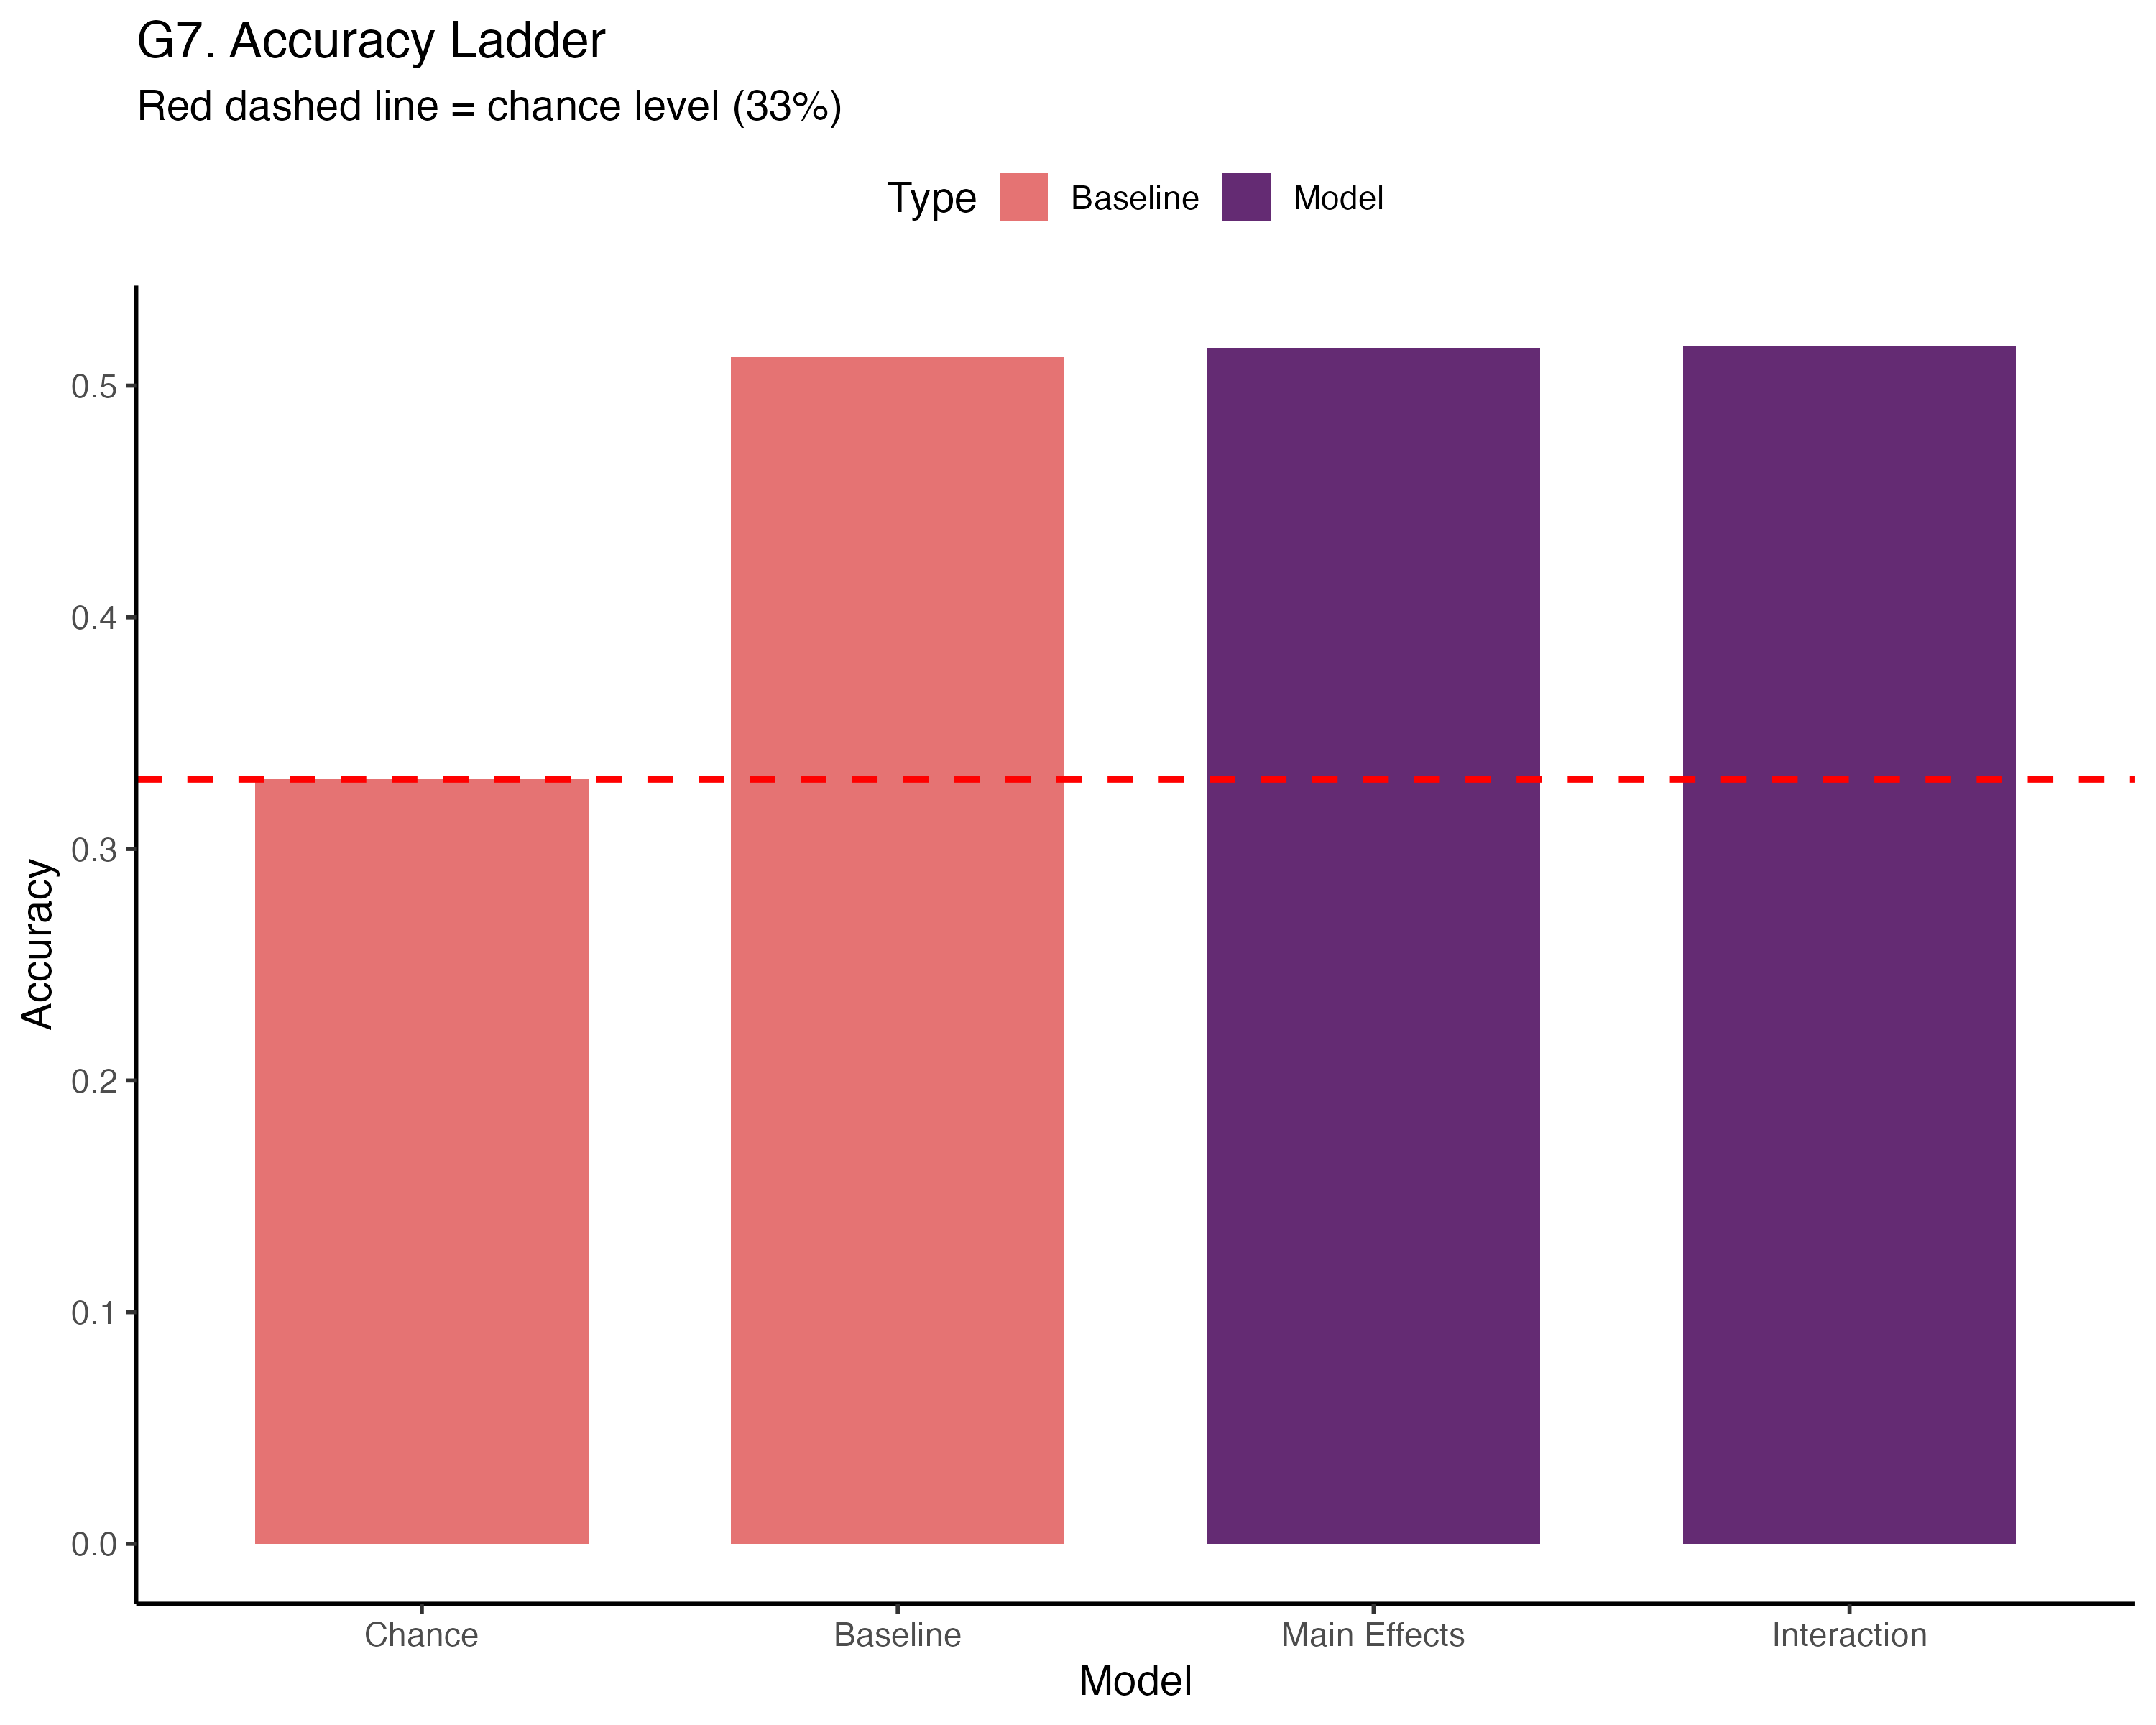 G7. Accuracy Ladder
Red dashed line = chance level (33%)
Type Baseline Model
Accuracy
0.5
0.4
0.3
0.2
0.1
0.0
Chance Baseline Main Effects Interaction
Model